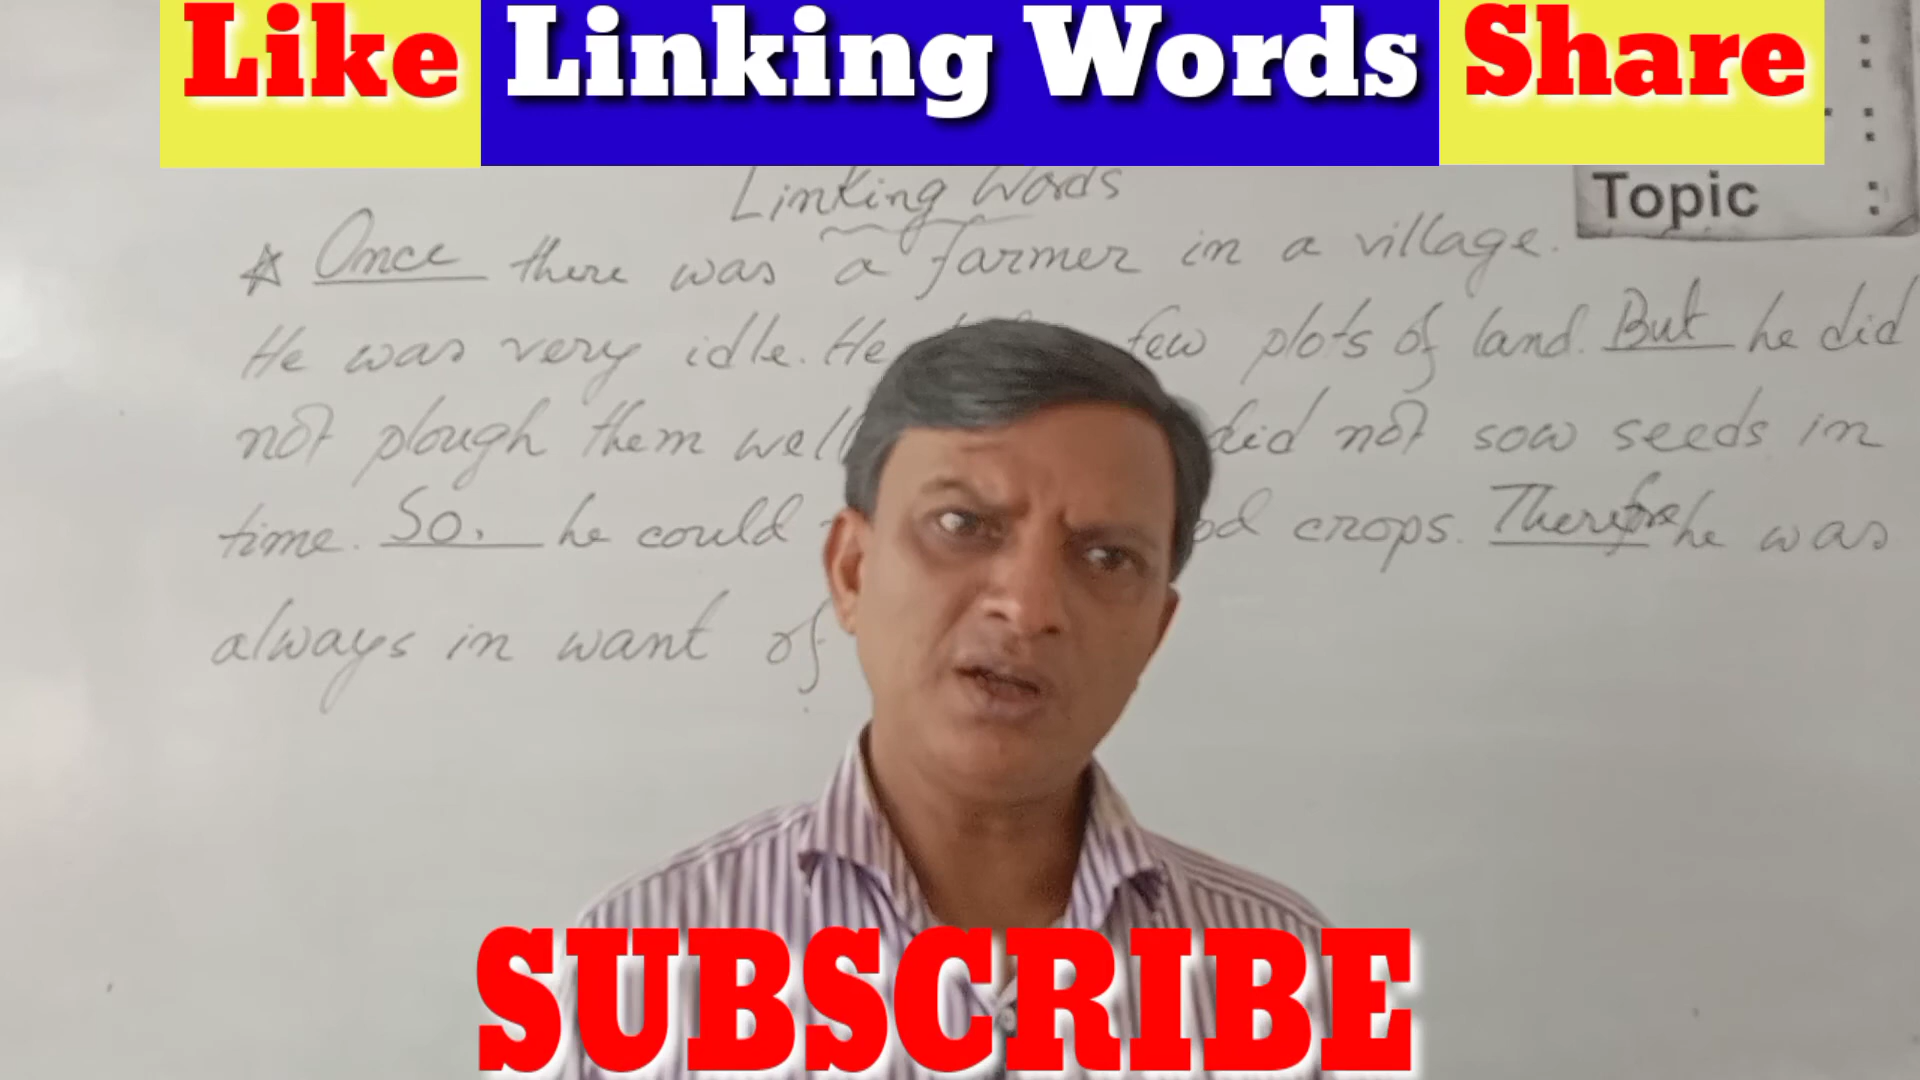 Like Linking Words Share
Topic :
Linking Words
Once there was a farmer in a village.
He was very idle. He few plots of land. But he did
not plough them well did not sow seeds in
time. So, he could crops. Therefore he was
always in want of
SUBSCRIBE